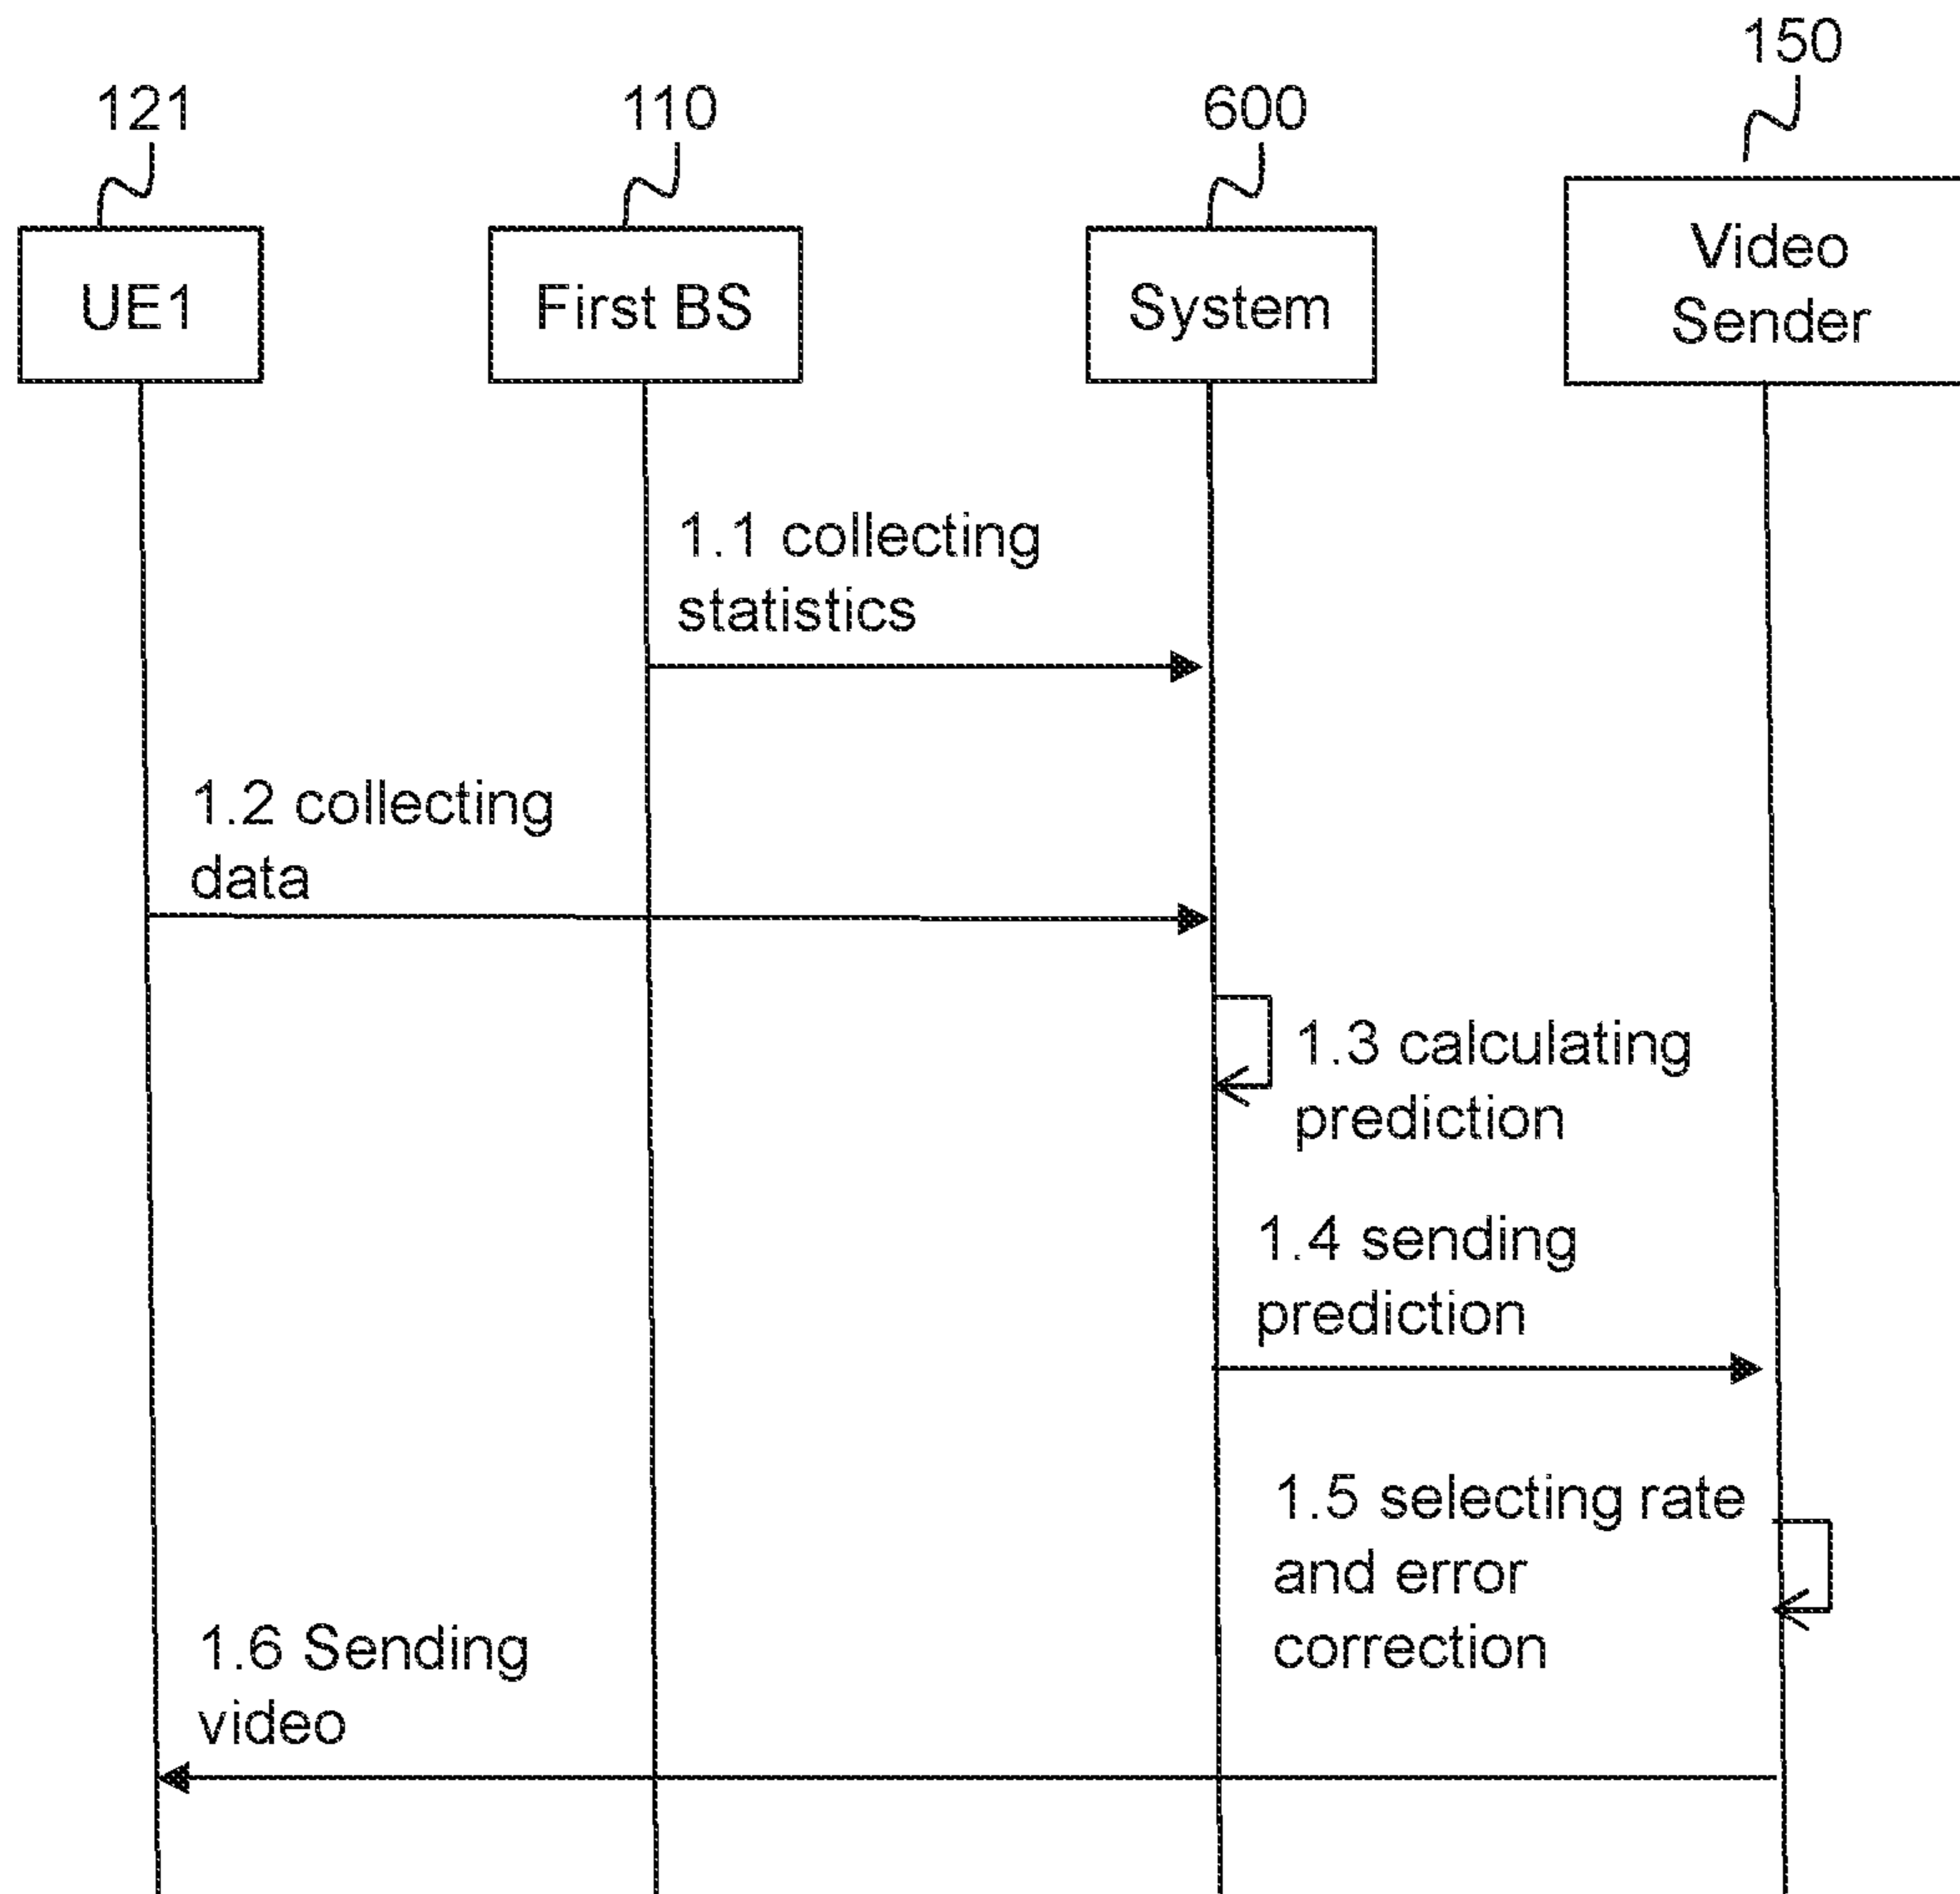 150
121
110
600
UE1
First BS
System
Video
Sender
1.1 collecting
statistics
1.2 collecting
data
1.3 calculating
prediction
1.4 sending
prediction
1.5 selecting rate
and error
correction
1.6 Sending
video